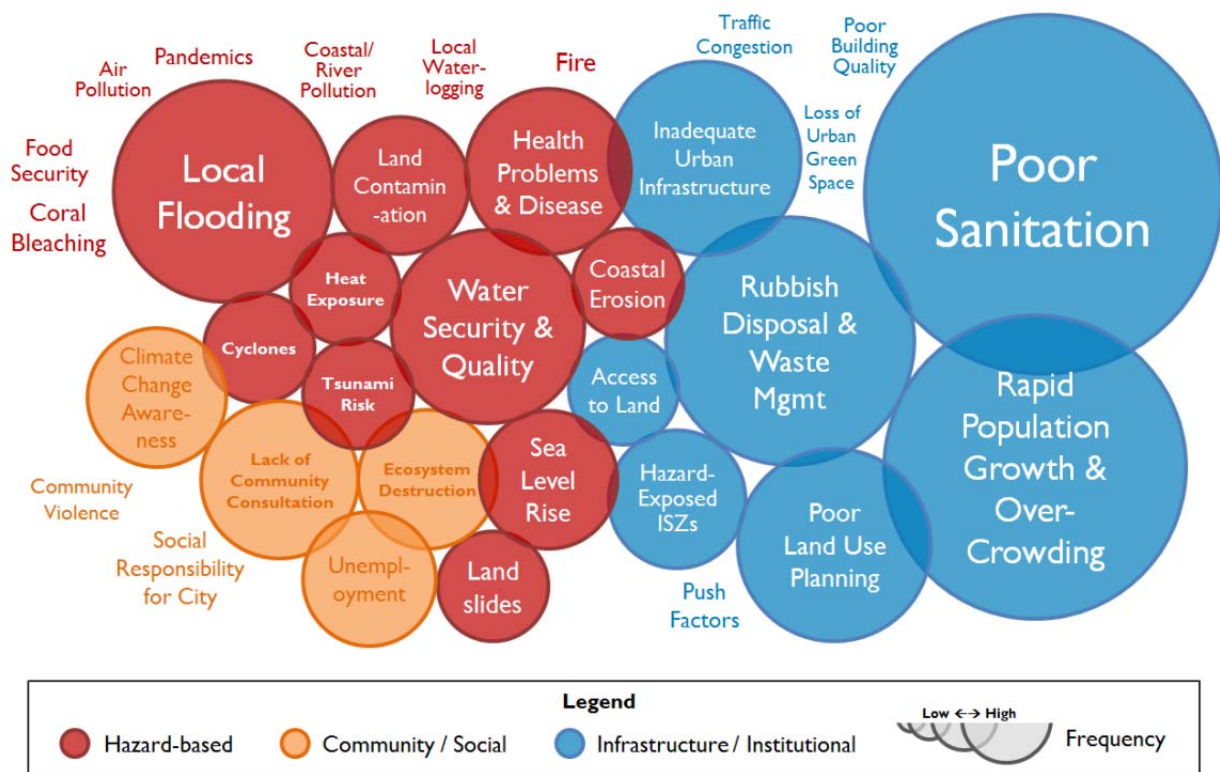 Pandemics
Air
Pollution
Coastal/
River
Pollution
Local
Water-
logging
Fire
Traffic
Congestion
Poor
Building
Quality
Food
Security
Coral
Bleaching
Local
Flooding
Land
Contamin
-ation
Health
Problems
& Disease
Inadequate
Urban
Infrastructure
Loss of
Urban
Green
Space
Poor
Sanitation
Heat
Exposure
Water
Security &
Quality
Coastal
Erosion
Rubbish
Disposal &
Waste
Mgmt
Cyclones
Climate
Change
Aware-
ness
Tsunami
Risk
Access
to Land
Rapid
Population
Growth &
Over-
Crowding
Lack of
Community
Consultation
Ecosystem
Destruction
Sea
Level
Rise
Hazard-
Exposed
ISZs
Poor
Land Use
Planning
Community
Violence
Social
Responsibility
for City
Unempl-
oyment
Land
slides
Push
Factors
Legend
Hazard-based
Community / Social
Infrastructure / Institutional
Low ←→ High
Frequency